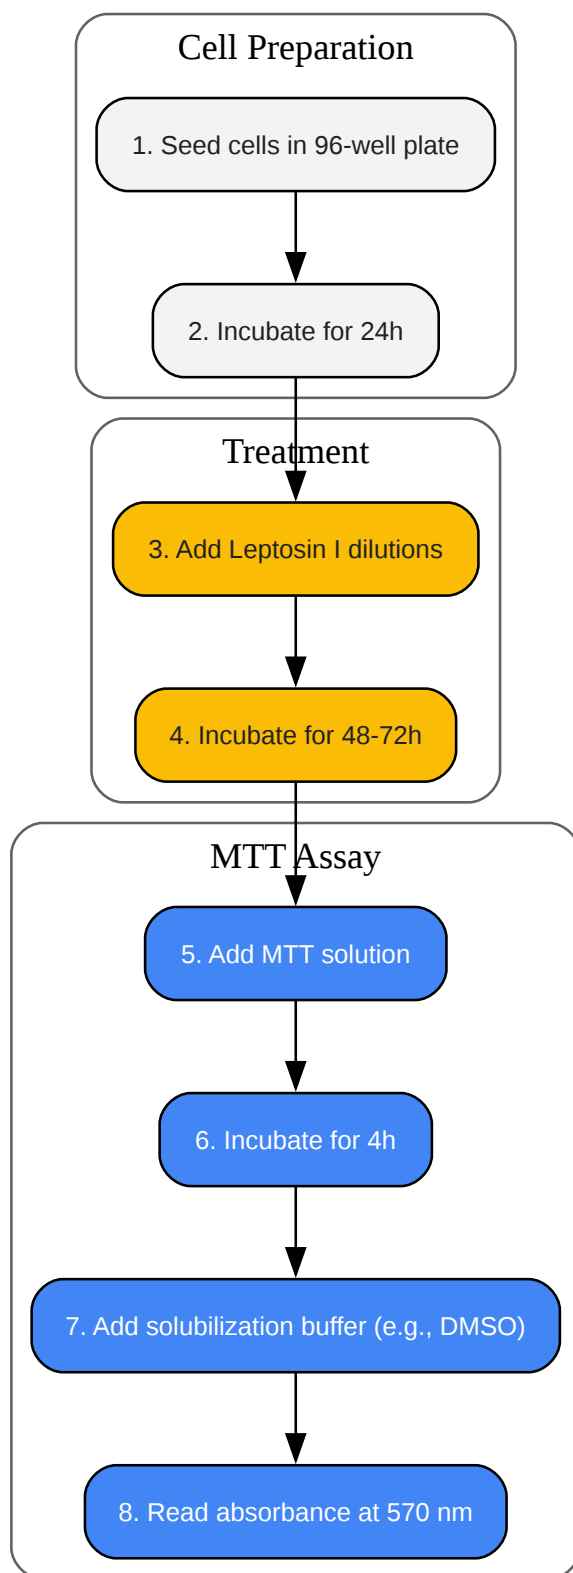 Cell Preparation
1. Seed cells in 96-well plate
2. Incubate for 24h
Treatment
3. Add Leptosin I dilutions
4. Incubate for 48-72h
MTT Assay
5. Add MTT solution
6. Incubate for 4h
7. Add solubilization buffer (e.g., DMSO)
8. Read absorbance at 570 nm